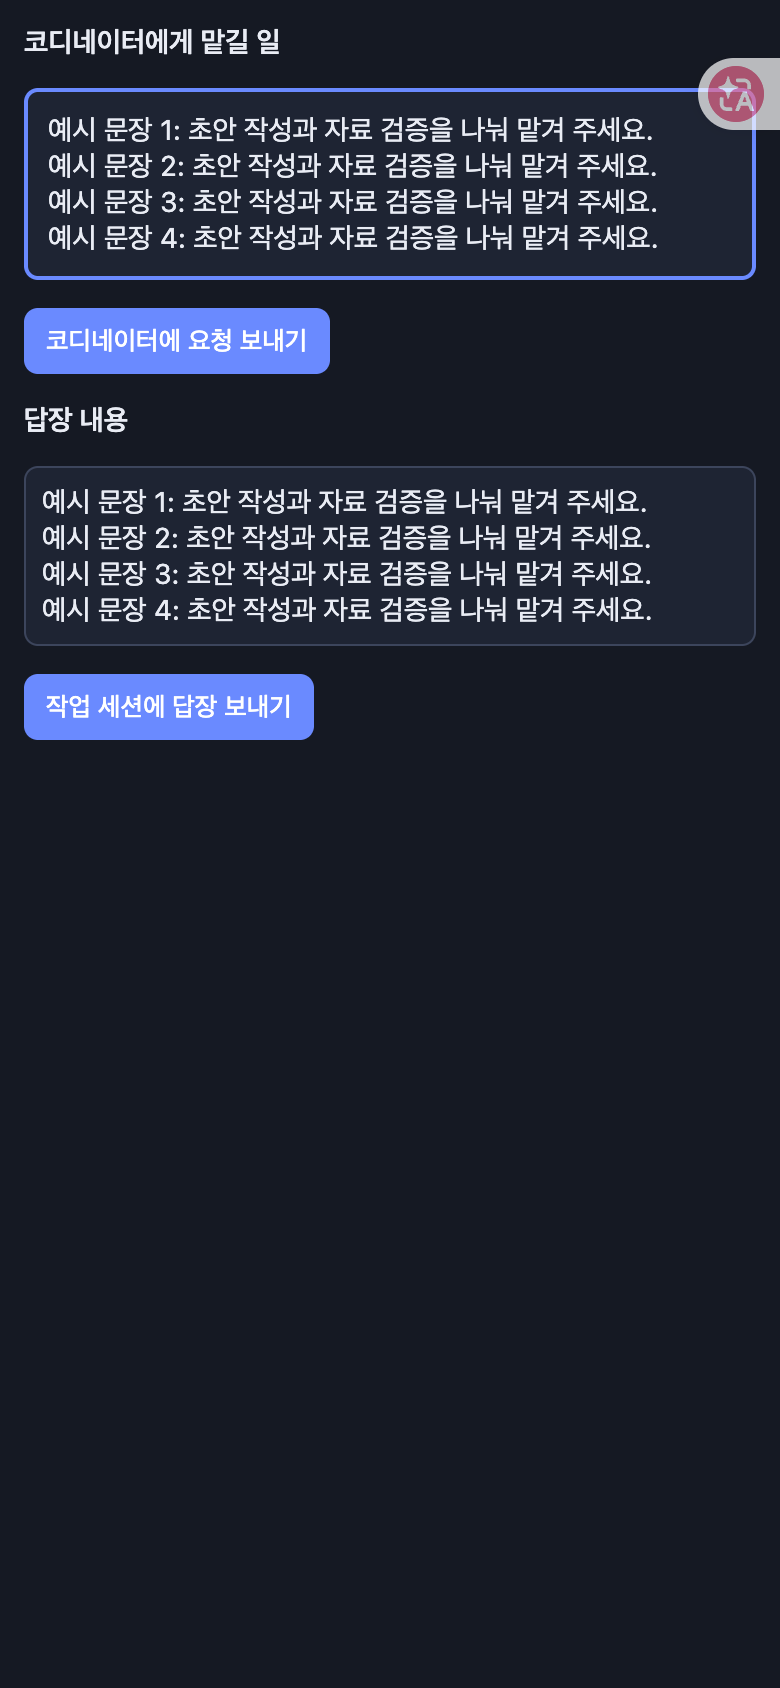 코디네이터에게 맡길 일
예시 문장 1: 초안 작성과 자료 검증을 나눠 맡겨 주세요.
예시 문장 2: 초안 작성과 자료 검증을 나눠 맡겨 주세요.
예시 문장 3: 초안 작성과 자료 검증을 나눠 맡겨 주세요.
예시 문장 4: 초안 작성과 자료 검증을 나눠 맡겨 주세요.
코디네이터에 요청 보내기
답장 내용
예시 문장 1: 초안 작성과 자료 검증을 나눠 맡겨 주세요.
예시 문장 2: 초안 작성과 자료 검증을 나눠 맡겨 주세요.
예시 문장 3: 초안 작성과 자료 검증을 나눠 맡겨 주세요.
예시 문장 4: 초안 작성과 자료 검증을 나눠 맡겨 주세요.
작업 세션에 답장 보내기